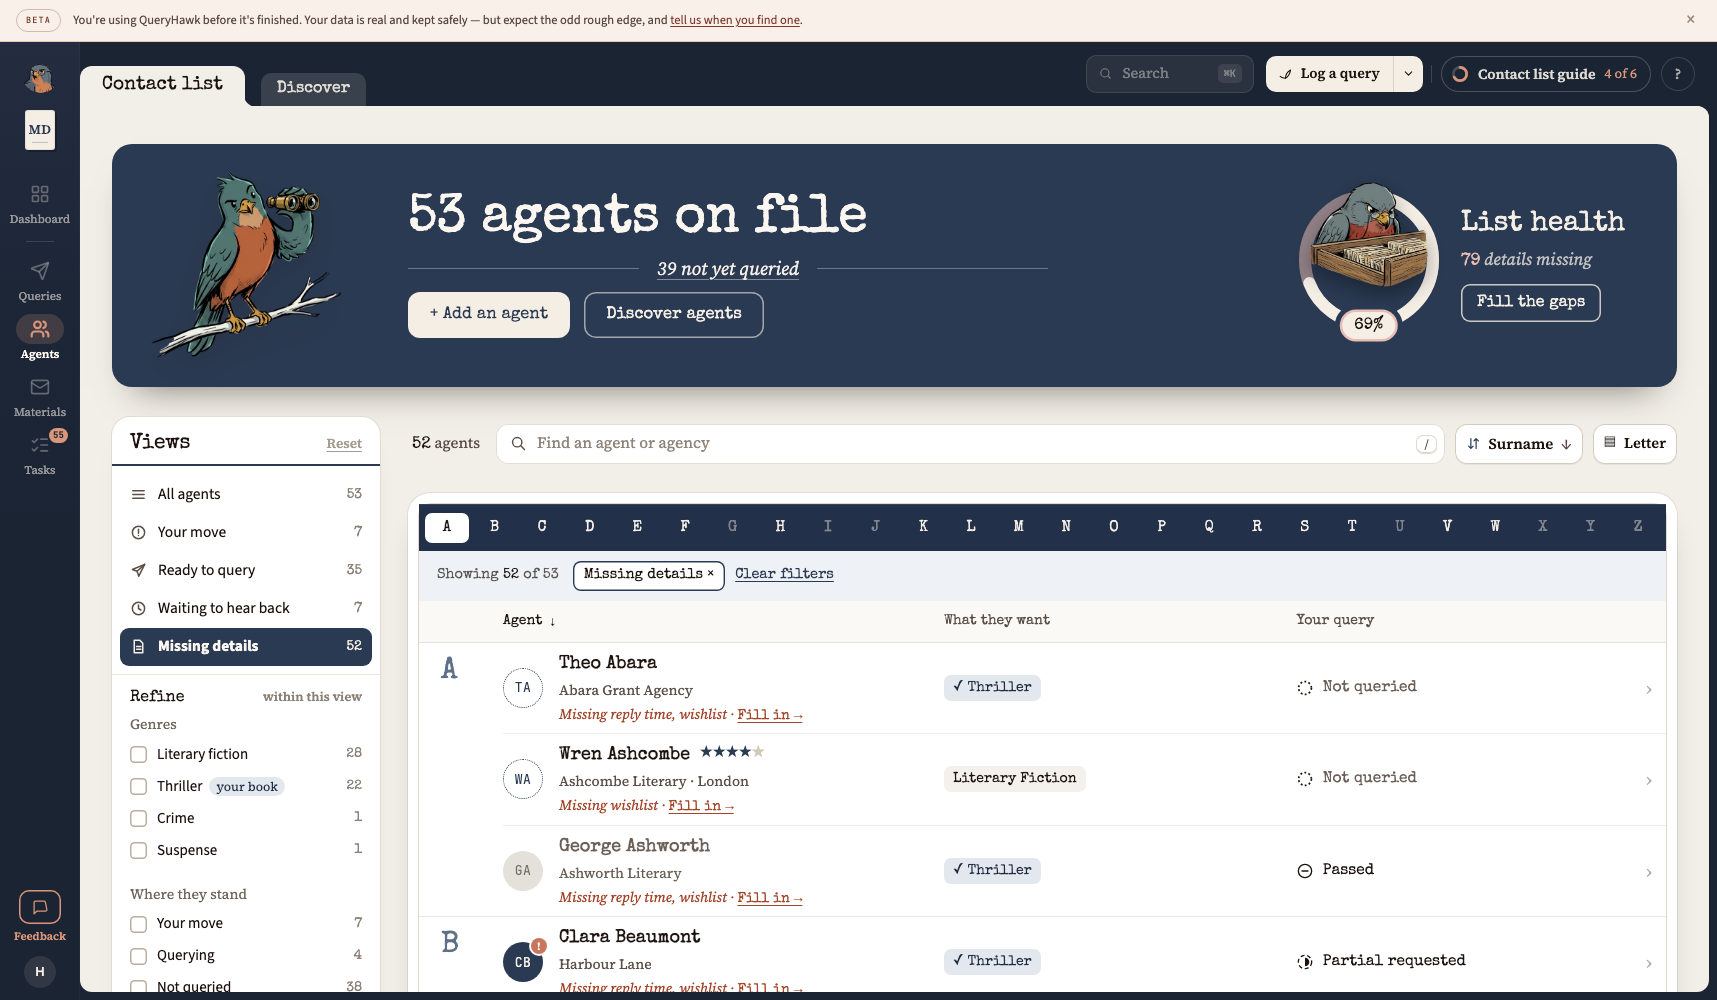 BETA You're using QueryHawk before it's finished. Your data is real and kept safely — but expect the odd rough edge, and tell us when you find one. ×
Contact list
Discover
Search ⌘K
Log a query
Contact list guide 4 of 6
?
MD
Dashboard
Queries
Agents
Materials
55
Tasks
Feedback
H
53 agents on file
39 not yet queried
+ Add an agent
Discover agents
69%
List health
79 details missing
Fill the gaps
Views Reset
All agents 53
Your move 7
Ready to query 35
Waiting to hear back 7
Missing details 52
Refine within this view
Genres
Literary fiction 28
Thriller your book 22
Crime 1
Suspense 1
Where they stand
Your move 7
Querying 4
Not queried 38
52 agents
Find an agent or agency /
Surname ↓
Letter
A B C D E F G H I J K L M N O P Q R S T U V W X Y Z
Showing 52 of 53 Missing details × Clear filters
Agent ↓ What they want Your query
A
TA
Theo Abara
Abara Grant Agency
Missing reply time, wishlist · Fill in →
✓ Thriller
Not queried
WA
Wren Ashcombe ★★★★★
Ashcombe Literary · London
Missing wishlist · Fill in →
Literary Fiction
Not queried
GA
George Ashworth
Ashworth Literary
Missing reply time, wishlist · Fill in →
✓ Thriller
Passed
B
CB !
Clara Beaumont
Harbour Lane
Missing reply time, wishlist · Fill in →
✓ Thriller
Partial requested